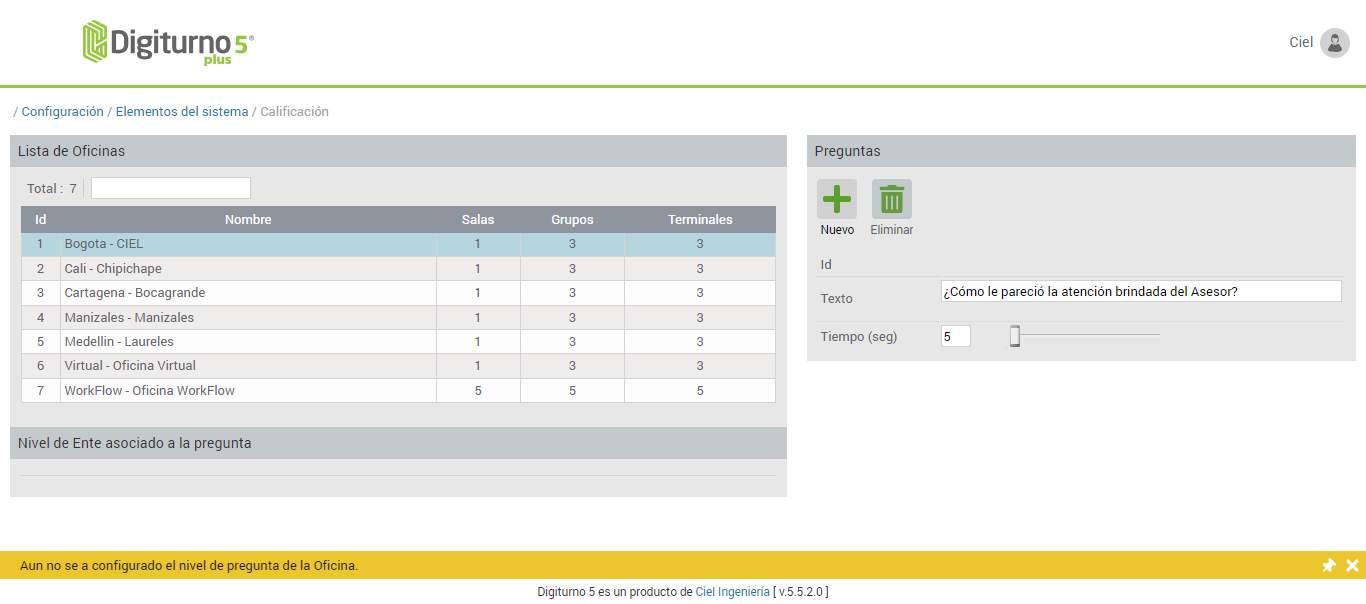 Digiturno 5®
plus
Ciel
/ Configuración / Elementos del sistema / Calificación
Lista de Oficinas
Total : 7
Id Nombre Salas Grupos Terminales
1 Bogota - CIEL 1 3 3
2 Cali - Chipichape 1 3 3
3 Cartagena - Bocagrande 1 3 3
4 Manizales - Manizales 1 3 3
5 Medellin - Laureles 1 3 3
6 Virtual - Oficina Virtual 1 3 3
7 WorkFlow - Oficina WorkFlow 5 5 5
Nivel de Ente asociado a la pregunta
Preguntas
Nuevo Eliminar
Id
Texto ¿Cómo le pareció la atención brindada del Asesor?
Tiempo (seg) 5
Aun no se a configurado el nivel de pregunta de la Oficina.
Digiturno 5 es un producto de Ciel Ingeniería [ v.5.5.2.0 ]